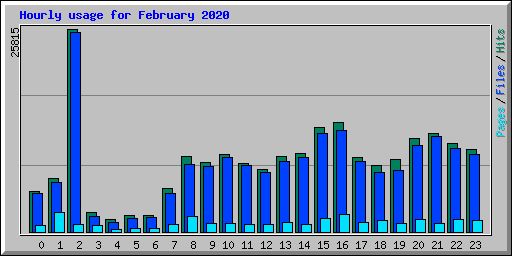 Hourly usage for February 2020
25815
Pages / Files / Hits
0 1 2 3 4 5 6 7 8 9 10 11 12 13 14 15 16 17 18 19 20 21 22 23